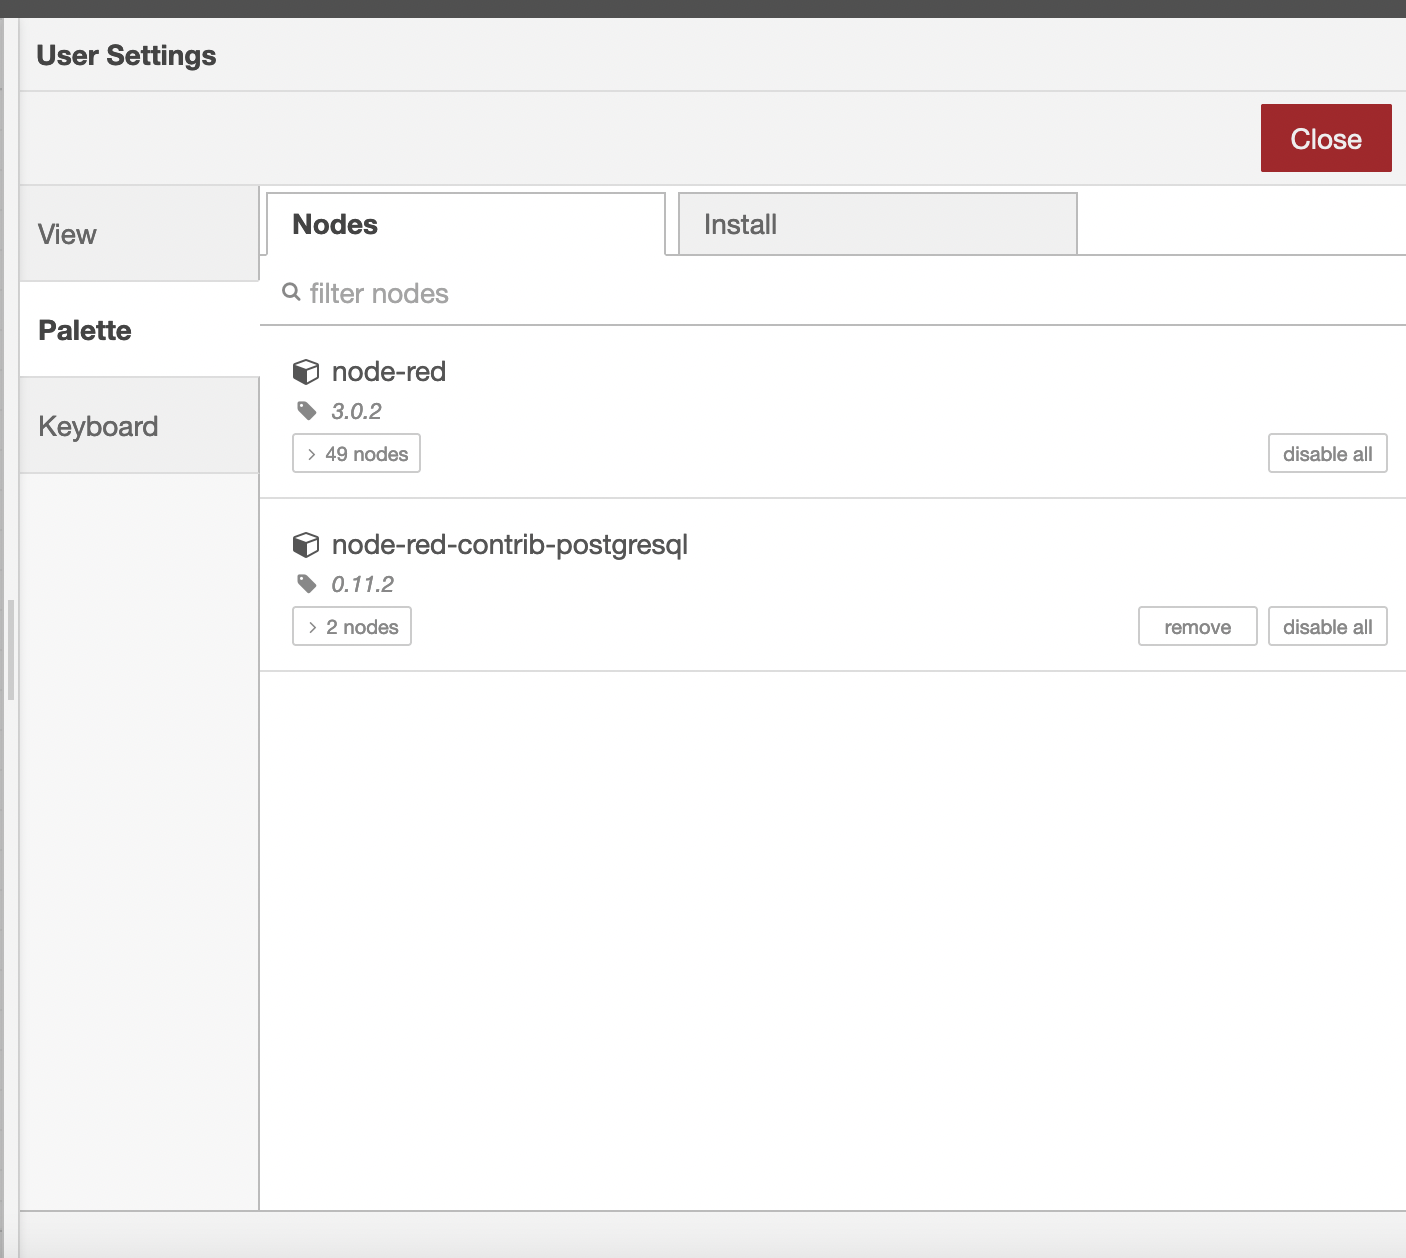 User Settings
Close
View
Palette
Keyboard
Nodes
Install
filter nodes
node-red
3.0.2
49 nodes
disable all
node-red-contrib-postgresql
0.11.2
2 nodes
remove
disable all